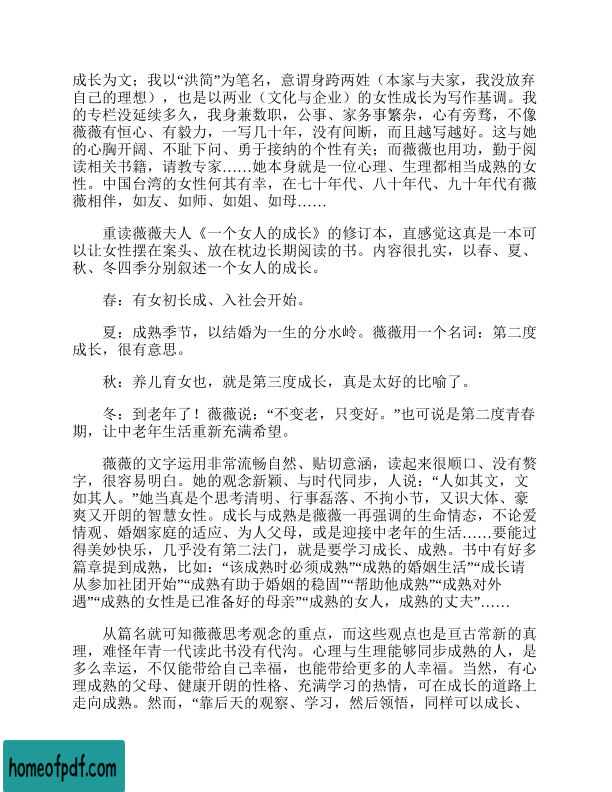 成长为文；我以“洪简”为笔名，意谓身跨两姓（本家与夫家，我没放弃
自己的理想），也是以两业（文化与企业）的女性成长为写作基调。我
的专栏没延续多久，我身兼数职，公事、家务事繁杂，心有旁骛，不像
薇薇有恒心、有毅力，一写几十年，没有间断，而且越写越好。这与她
的心胸开阔、不耻下问、勇于接纳的个性有关；而薇薇也用功，勤于阅
读相关书籍，请教专家……她本身就是一位心理、生理都相当成熟的女
性。中国台湾的女性何其有幸，在七十年代、八十年代、九十年代有薇
薇相伴，如友、如师、如姐、如母……
重读薇薇夫人《一个女人的成长》的修订本，直感觉这真是一本可
以让女性摆在案头、放在枕边长期阅读的书。内容很扎实，以春、夏、
秋、冬四季分别叙述一个女人的成长。
春：有女初长成、入社会开始。
夏：成熟季节，以结婚为一生的分水岭。薇薇用一个名词：第二度
成长，很有意思。
秋：养儿育女也，就是第三度成长，真是太好的比喻了。
冬：到老年了！薇薇说：“不变老，只变好。”也可说是第二度青春
期，让中老年生活重新充满希望。
薇薇的文字运用非常流畅自然、贴切意涵，读起来很顺口、没有赘
字，很容易明白。她的观念新颖、与时代同步，人说：“人如其文，文
如其人。”她当真是个思考清明、行事磊落、不拘小节，又识大体、豪
爽又开朗的智慧女性。成长与成熟是薇薇一再强调的生命情态，不论爱
情观、婚姻家庭的适应、为人父母，或是迎接中老年的生活……要能过
得美妙快乐，几乎没有第二法门，就是要学习成长、成熟。书中有好多
篇章提到成熟，比如：“该成熟时必须成熟”“成熟的婚姻生活”“成长请
从参加社团开始”“成熟有助于婚姻的稳固”“帮助他成熟”“成熟对外
遇”“成熟的女性是已准备好的母亲”“成熟的女人，成熟的丈夫”……
从篇名就可知薇薇思考观念的重点，而这些观点也是亘古常新的真
理，难怪年青一代读此书没有代沟。心理与生理能够同步成熟的人，是
多么幸运，不仅能带给自己幸福，也能带给更多的人幸福。当然，有心
理成熟的父母、健康开朗的性格、充满学习的热情，可在成长的道路上
走向成熟。然而，“靠后天的观察、学习，然后领悟，同样可以成长、
homeofpdf.com